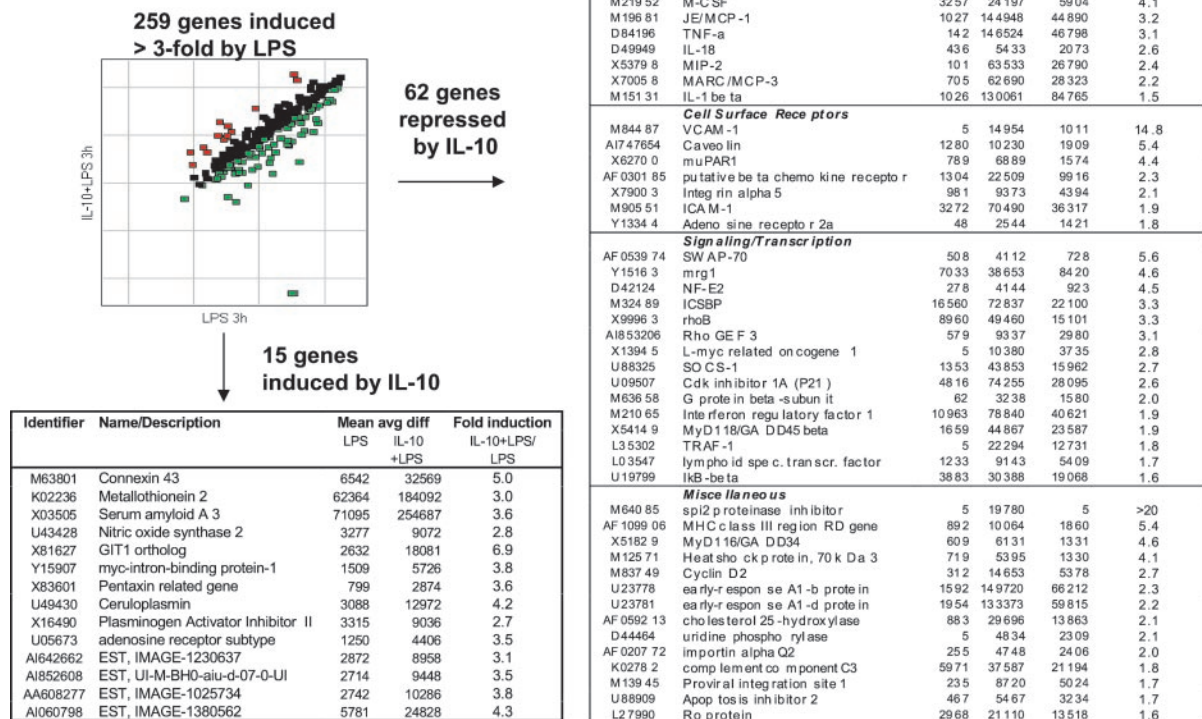 259 genes induced
> 3-fold by LPS
IL-10+LPS 3h
LPS 3h
62 genes
repressed
by IL-10
15 genes
induced by IL-10
Identifier Name/Description Mean avg diff Fold induction
LPS IL-10 IL-10+LPS/
+LPS LPS
M63801 Connexin 43 6542 32569 5.0
K02236 Metallothionein 2 62364 184092 3.0
X03505 Serum amyloid A 3 71095 254687 3.6
U43428 Nitric oxide synthase 2 3277 9072 2.8
X81627 GIT1 ortholog 2632 18081 6.9
Y15907 myc-intron-binding protein-1 1509 5726 3.8
X83601 Pentaxin related gene 799 2874 3.6
U49430 Ceruloplasmin 3088 12972 4.2
X16490 Plasminogen Activator Inhibitor II 3315 9036 2.7
U05673 adenosine receptor subtype 1250 4406 3.5
AI642662 EST, IMAGE-1230637 2872 8958 3.1
AI852608 EST, UI-M-BH0-aiu-d-07-0-UI 2714 9448 3.5
AA608277 EST, IMAGE-1025734 2742 10286 3.8
AI060798 EST, IMAGE-1380562 5781 24828 4.3
M21952 M-CSF 3257 24197 5904 4.1
M19681 JE/MCP-1 1027 144948 44890 3.2
D84196 TNF-a 142 146524 46798 3.1
D49949 IL-18 436 5433 2073 2.6
X53798 MIP-2 101 63533 26790 2.4
X70058 MARC/MCP-3 705 62690 28323 2.2
M15131 IL-1 beta 1026 130061 84765 1.5
Cell Surface Receptors
M84487 VCAM-1 5 14954 1011 14.8
AI747654 Caveolin 1280 10230 1909 5.4
X62700 muPAR1 789 6889 1574 4.4
AF030185 putative beta chemokine receptor 1304 22509 9916 2.3
X79003 Integrin alpha 5 981 9373 4394 2.1
M90551 ICAM-1 3272 70490 36317 1.9
Y13344 Adenosine receptor 2a 48 2544 1421 1.8
Signaling/Transcription
AF053974 SWAP-70 508 4112 728 5.6
Y15163 mrg1 7033 38653 8420 4.6
D42124 NF-E2 278 4144 923 4.5
M32489 ICSBP 16560 72837 22100 3.3
X99963 rhoB 8960 49460 15101 3.3
AI853206 Rho GEF 3 579 9337 2980 3.1
X13945 L-myc related oncogene 1 5 10380 3735 2.8
U88325 SOCS-1 1353 43853 15962 2.7
U09507 Cdk inhibitor 1A (P21) 4816 74255 28095 2.6
M63658 G protein beta-subunit 62 3238 1580 2.0
M21065 Interferon regulatory factor 1 10963 78840 40621 1.9
X54149 MyD118/GADD45 beta 1659 44867 23587 1.9
L35302 TRAF-1 5 22294 12731 1.8
L03547 lymphoid spec. transcr. factor 1233 9143 5409 1.7
U19799 IkB-beta 3883 30388 19068 1.6
Miscellaneous
M64085 spi2 proteinase inhibitor 5 19780 5 >20
AF109906 MHC class III region RD gene 892 10064 1860 5.4
X51829 MyD116/GADD34 609 6131 1331 4.6
M12571 Heat shock protein, 70 kDa 3 719 5395 1330 4.1
M83749 Cyclin D2 312 14653 5378 2.7
U23778 early-response A1-b protein 1592 149720 66212 2.3
U23781 early-response A1-d protein 1954 133373 59815 2.2
AF059213 cholesterol 25-hydroxylase 883 29696 13863 2.1
D44464 uridine phosphorylase 5 4834 2309 2.1
AF020772 importin alpha Q2 255 4748 2406 2.0
K02782 complement component C3 5971 37587 21194 1.8
M13945 Proviral integration site 1 235 8720 5024 1.7
U88909 Apoptosis inhibitor 2 467 5467 3234 1.7
L27990 Ro protein 2968 21110 13518 1.6